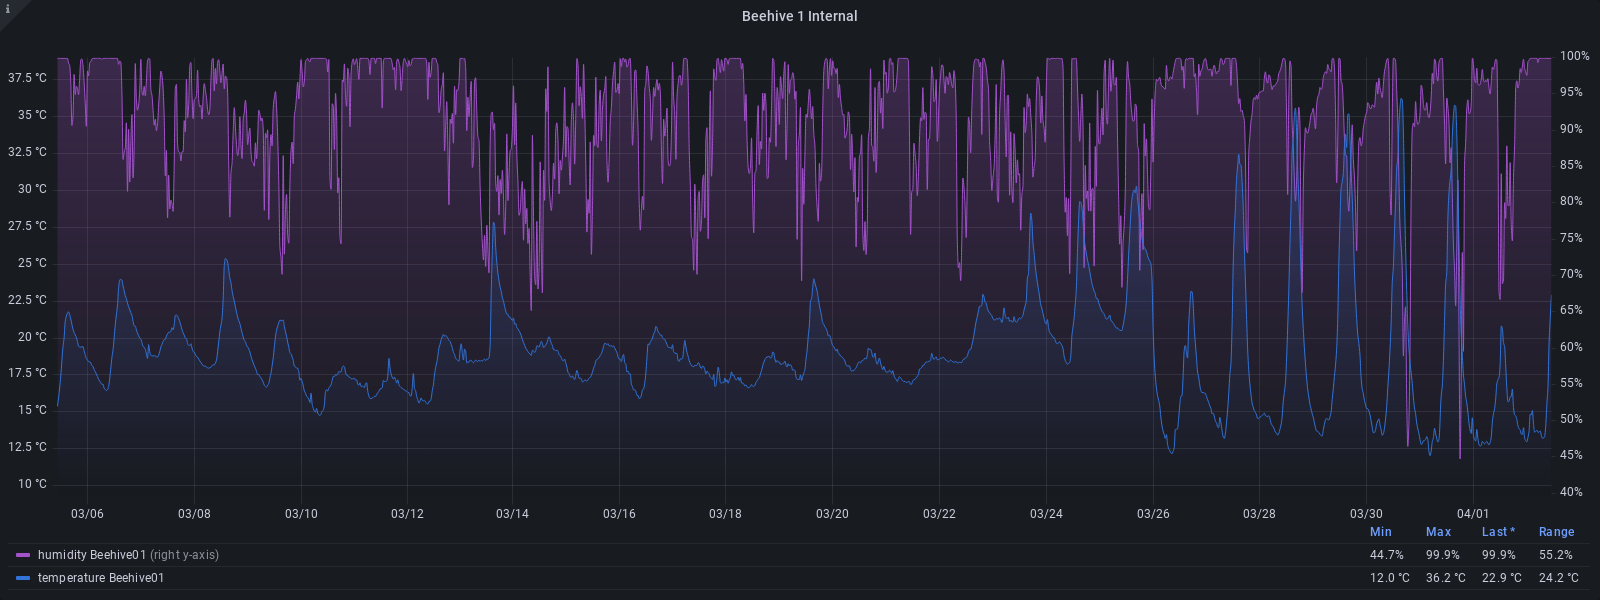 i
Beehive 1 Internal
37.5 °C
35 °C
32.5 °C
30 °C
27.5 °C
25 °C
22.5 °C
20 °C
17.5 °C
15 °C
12.5 °C
10 °C
100%
95%
90%
85%
80%
75%
70%
65%
60%
55%
50%
45%
40%
03/06 03/08 03/10 03/12 03/14 03/16 03/18 03/20 03/22 03/24 03/26 03/28 03/30 04/01
Min Max Last * Range
humidity Beehive01 (right y-axis) 44.7% 99.9% 99.9% 55.2%
temperature Beehive01 12.0 °C 36.2 °C 22.9 °C 24.2 °C